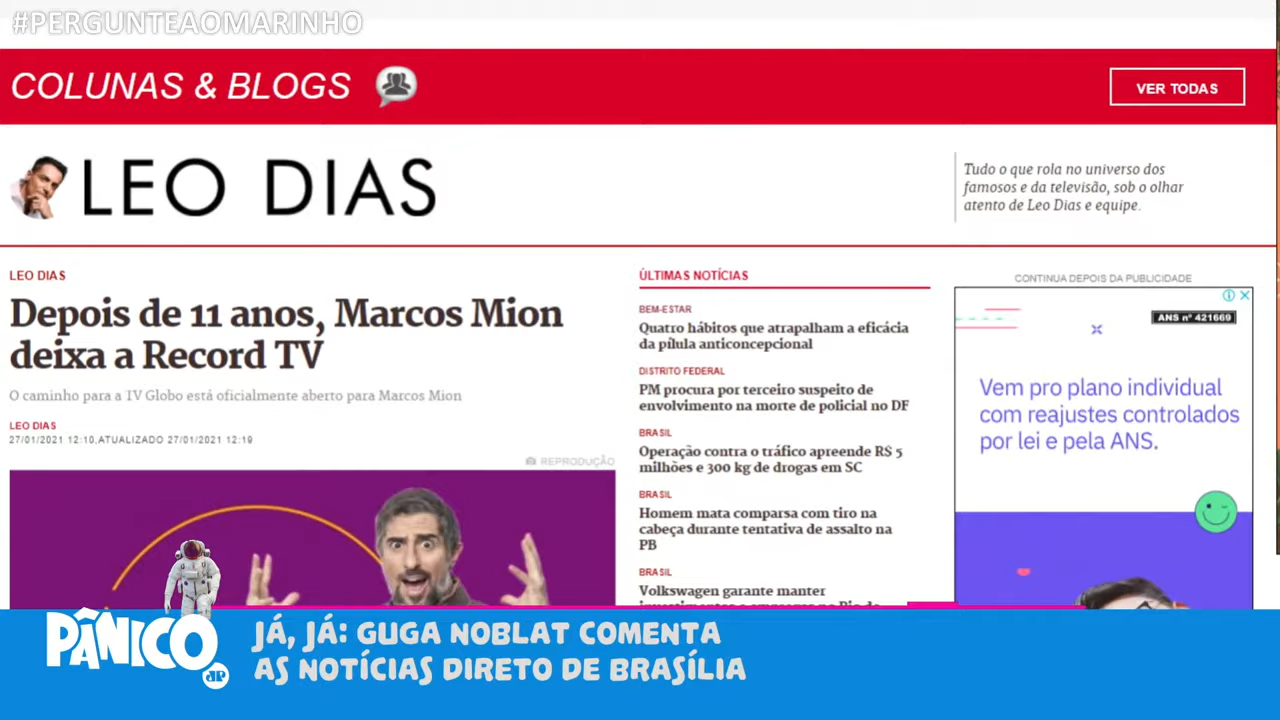 #PERGUNTEAOMARINHO
COLUNAS & BLOGS
VER TODAS
LEO DIAS
Tudo o que rola no universo dos
famosos e da televisão, sob o olhar
atento de Leo Dias e equipe.
LEO DIAS
Depois de 11 anos, Marcos Mion
deixa a Record TV
O caminho para a TV Globo está oficialmente aberto para Marcos Mion
LEO DIAS
27/01/2021 12:10,ATUALIZADO 27/01/2021 12:19
REPRODUÇÃO
ÚLTIMAS NOTÍCIAS
BEM-ESTAR
Quatro hábitos que atrapalham a eficácia
da pílula anticoncepcional
DISTRITO FEDERAL
PM procura por terceiro suspeito de
envolvimento na morte de policial no DF
BRASIL
Operação contra o tráfico apreende R$ 5
milhões e 300 kg de drogas em SC
BRASIL
Homem mata comparsa com tiro na
cabeça durante tentativa de assalto na
PB
BRASIL
Volkswagen garante manter
CONTINUA DEPOIS DA PUBLICIDADE
ANS nº 421669
Vem pro plano individual
com reajustes controlados
por lei e pela ANS.
PÂNICO
JP
JÁ, JÁ: GUGA NOBLAT COMENTA
AS NOTÍCIAS DIRETO DE BRASÍLIA